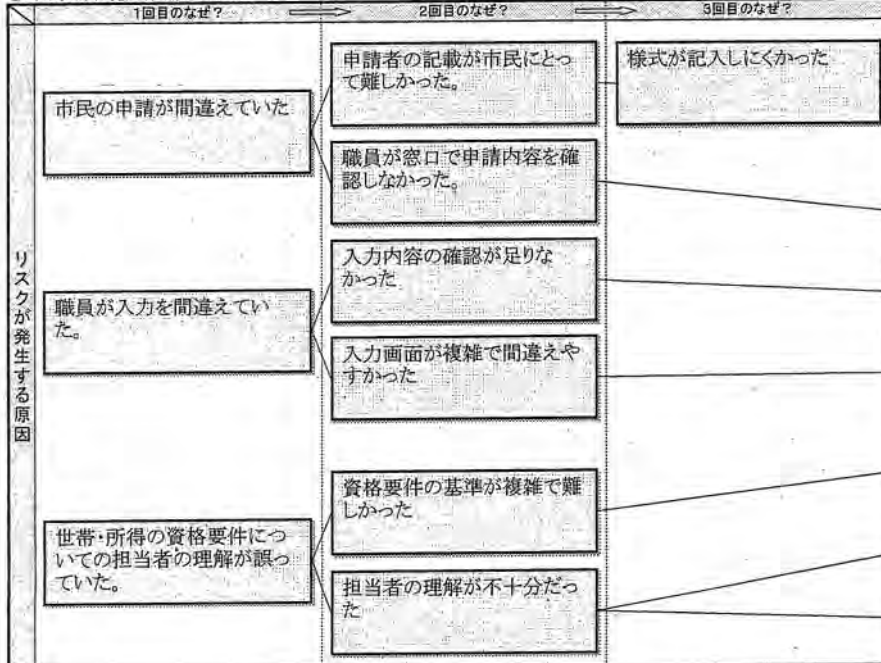 1回目のなぜ?
2回目のなぜ?
3回目のなぜ?
リスクが発生する原因
市民の申請が間違えていた
申請者の記載が市民にとっ
て難しかった。
様式が記入しにくかった
職員が窓口で申請内容を確
認しなかった。
職員が入力を間違えてい
た。
入力内容の確認が足りな
かった
入力画面が複雑で間違えや
すかった
世帯・所得の資格要件につ
いての担当者の理解が誤っ
ていた。
資格要件の基準が複雑で難
しかった
担当者の理解が不十分だっ
た